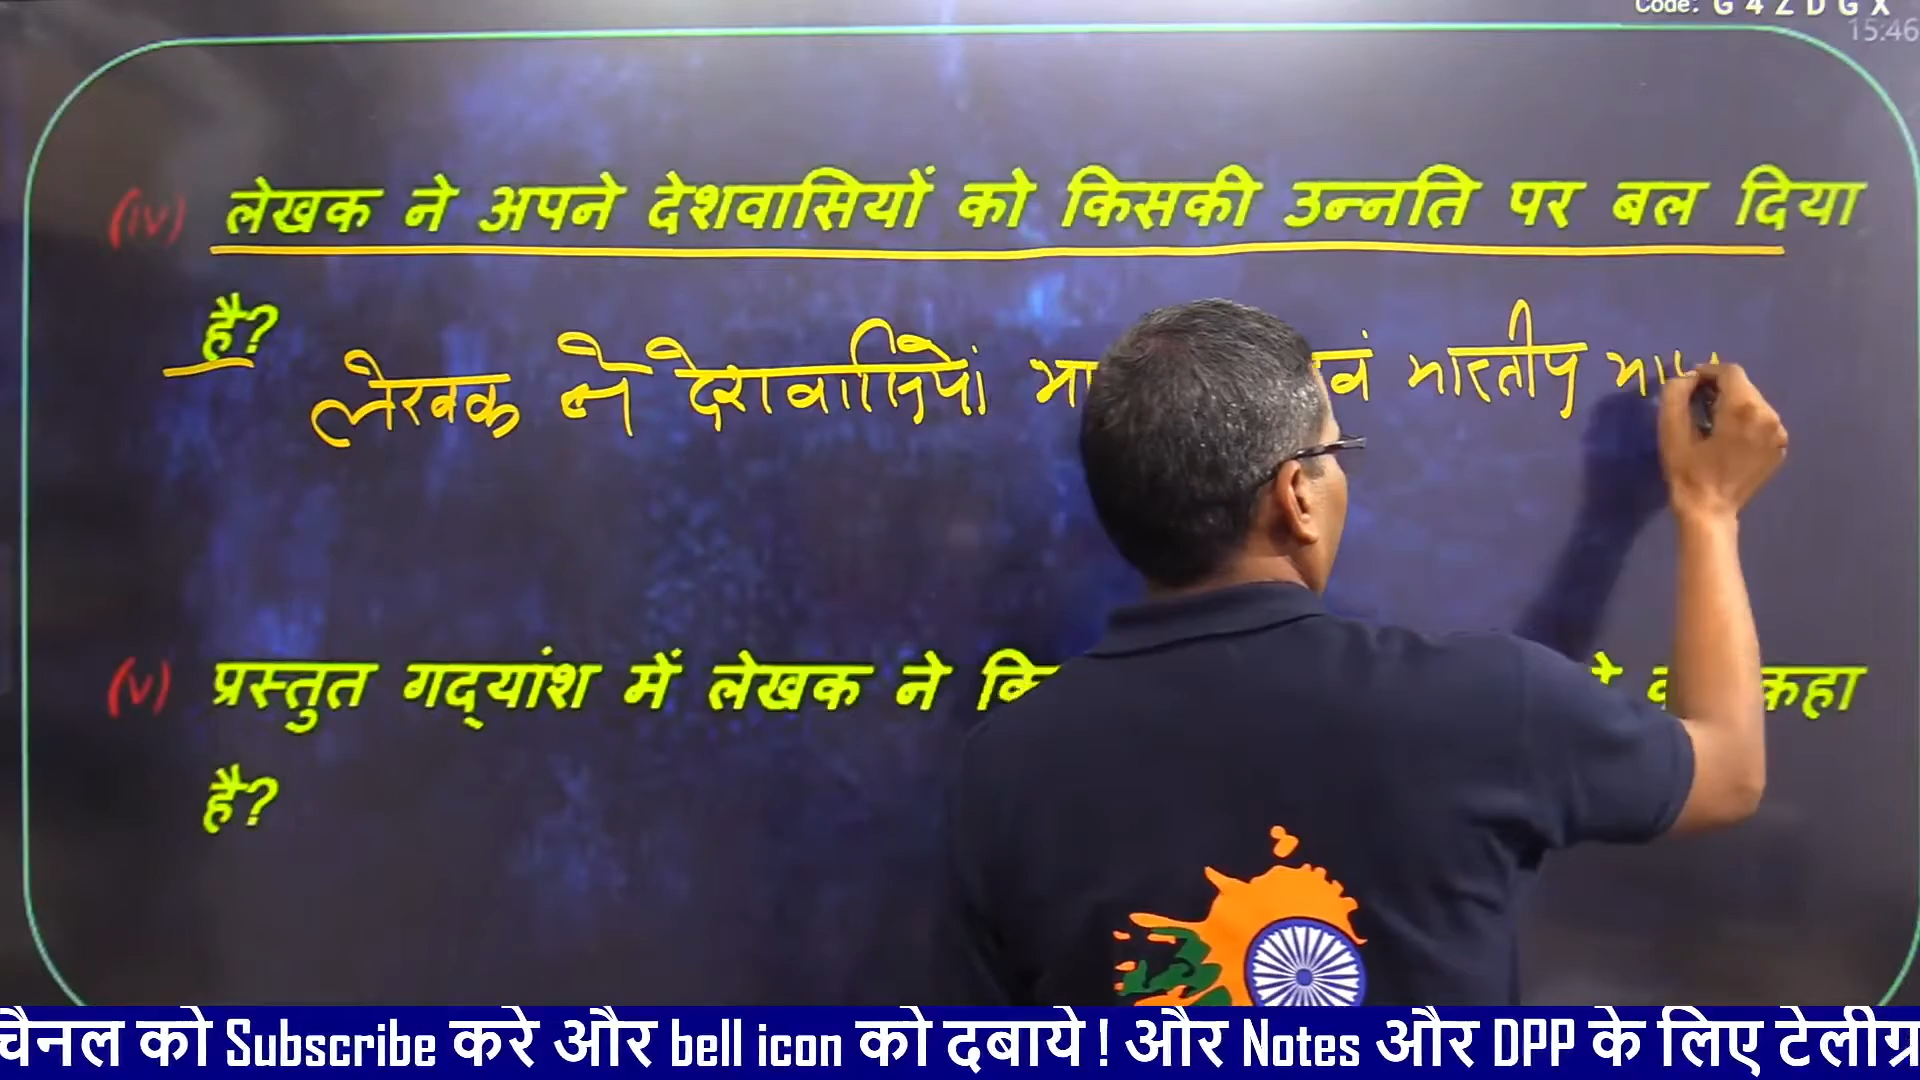 Code: G 4 Z D G X
15:46
(iv) लेखक ने अपने देशवासियों को किसकी उन्नति पर बल दिया
है?
लेखक ने देशवासियों एवं भारतीय
(v) प्रस्तुत गद्यांश में लेखक ने कहा
है?
चैनल को Subscribe करे और bell icon को दबाये ! और Notes और DPP के लिए टेलीग्र